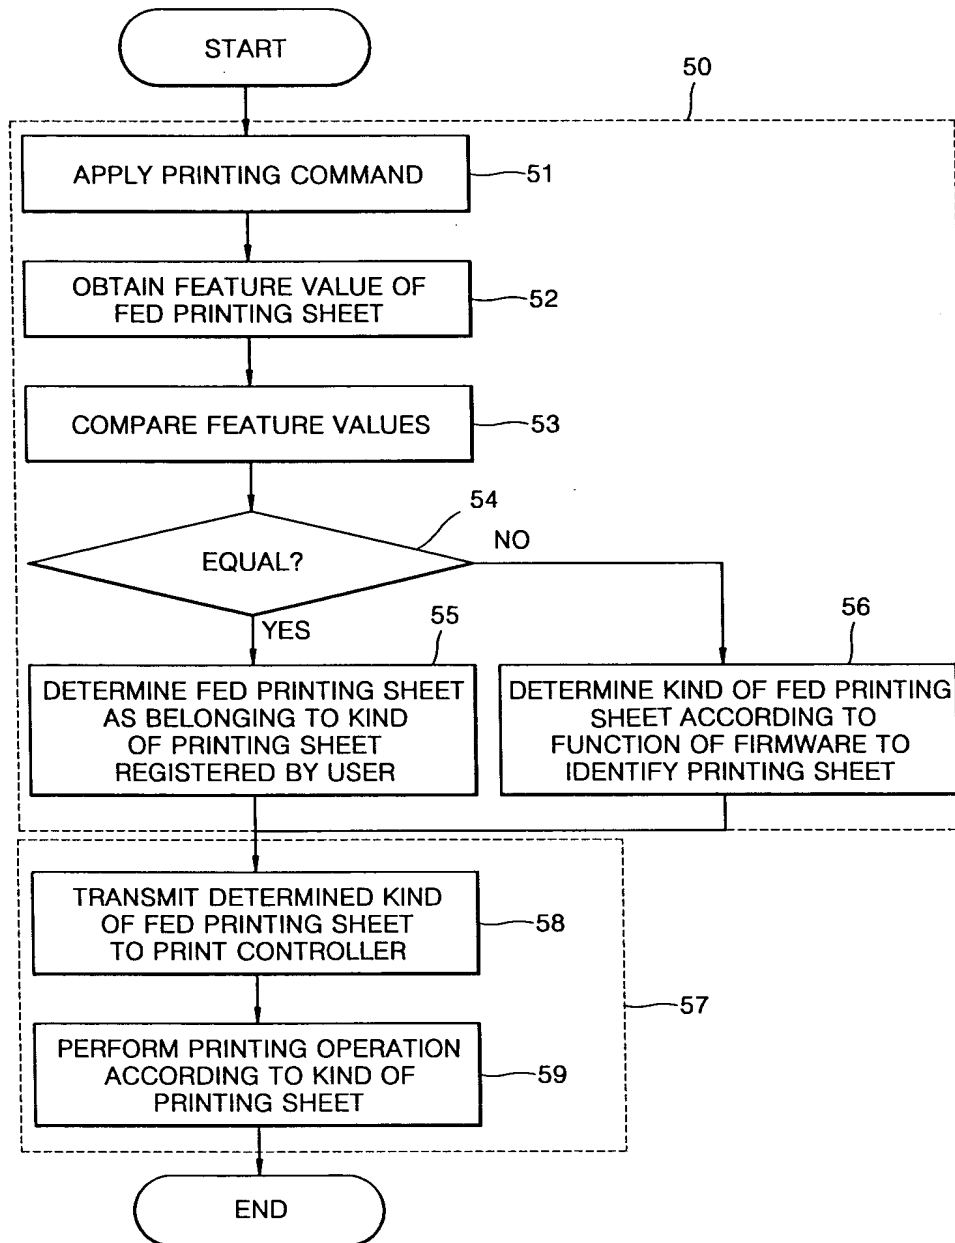 START
50
APPLY PRINTING COMMAND
51
OBTAIN FEATURE VALUE OF
FED PRINTING SHEET
52
COMPARE FEATURE VALUES
53
54
EQUAL?
NO
YES
55
56
DETERMINE FED PRINTING SHEET
AS BELONGING TO KIND
OF PRINTING SHEET
REGISTERED BY USER
DETERMINE KIND OF FED PRINTING
SHEET ACCORDING TO
FUNCTION OF FIRMWARE TO
IDENTIFY PRINTING SHEET
TRANSMIT DETERMINED KIND
OF FED PRINTING SHEET
TO PRINT CONTROLLER
58
57
PERFORM PRINTING OPERATION
ACCORDING TO KIND OF
PRINTING SHEET
59
END